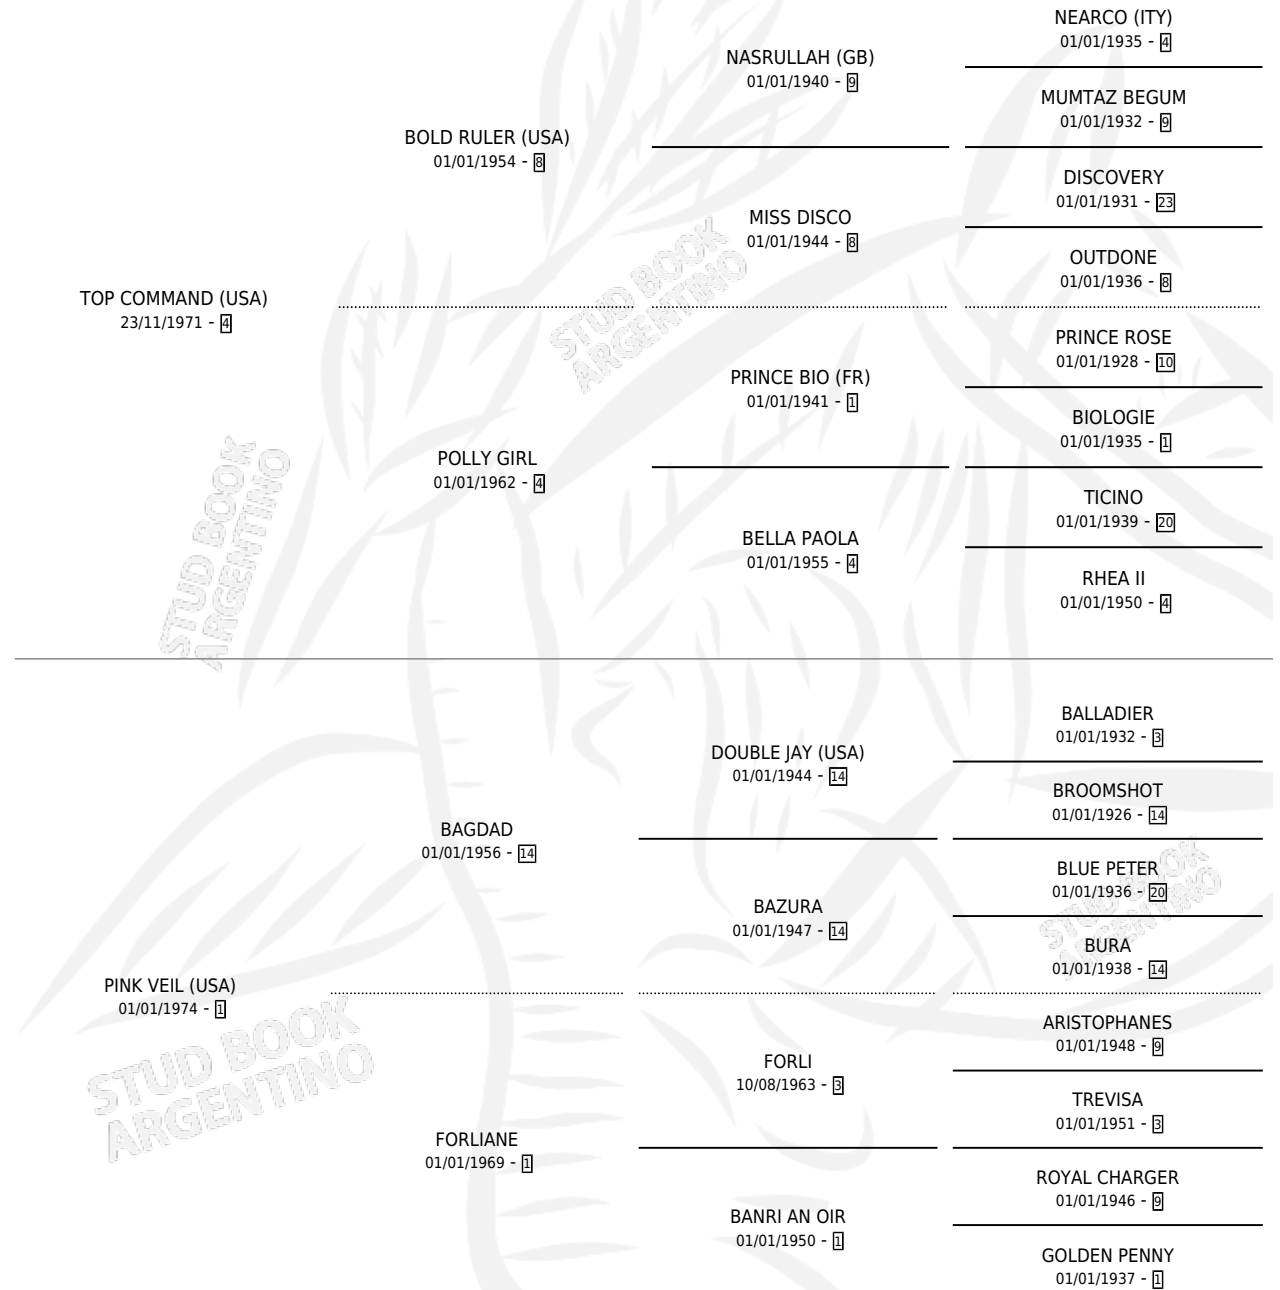 NEARCO (ITY)
01/01/1935 - 4
NASRULLAH (GB)
01/01/1940 - 9
MUMTAZ BEGUM
01/01/1932 - 9
BOLD RULER (USA)
01/01/1954 - 8
DISCOVERY
01/01/1931 - 23
MISS DISCO
01/01/1944 - 8
OUTDONE
01/01/1936 - 8
TOP COMMAND (USA)
23/11/1971 - 4
PRINCE ROSE
01/01/1928 - 10
PRINCE BIO (FR)
01/01/1941 - 1
BIOLOGIE
01/01/1935 - 1
POLLY GIRL
01/01/1962 - 4
TICINO
01/01/1939 - 20
BELLA PAOLA
01/01/1955 - 4
RHEA II
01/01/1950 - 4
BALLADIER
01/01/1932 - 3
DOUBLE JAY (USA)
01/01/1944 - 14
BROOMSHOT
01/01/1926 - 14
BAGDAD
01/01/1956 - 14
BLUE PETER
01/01/1936 - 20
BAZURA
01/01/1947 - 14
BURA
01/01/1938 - 14
PINK VEIL (USA)
01/01/1974 - 1
ARISTOPHANES
01/01/1948 - 9
FORLI
10/08/1963 - 3
TREVISA
01/01/1951 - 3
FORLIANE
01/01/1969 - 1
ROYAL CHARGER
01/01/1946 - 9
BANRI AN OIR
01/01/1950 - 1
GOLDEN PENNY
01/01/1937 - 1
STUD BOOK
ARGENTINO
STUD BOOK
ARGENTINO
STUD BOOK
ARGENTINO
STUD BOOK
ARGENTINO